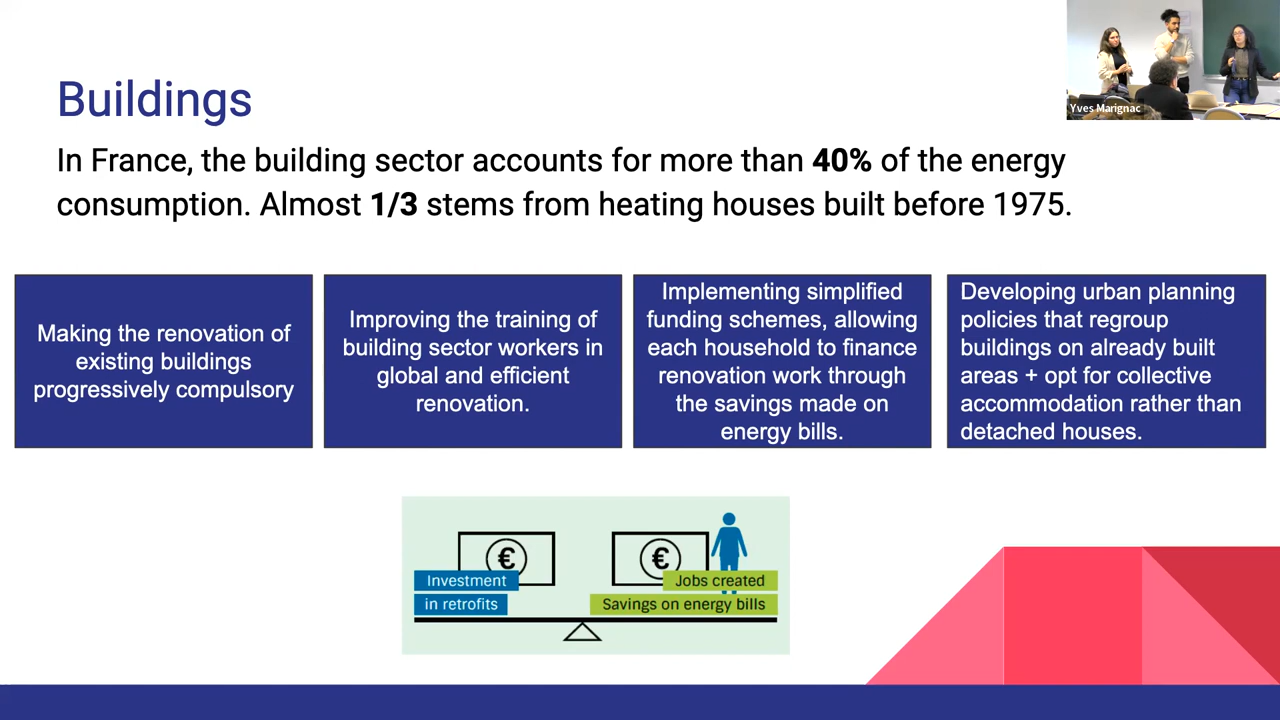 Yves Marignac
Buildings
In France, the building sector accounts for more than 40% of the energy
consumption. Almost 1/3 stems from heating houses built before 1975.
Making the renovation of
existing buildings
progressively compulsory
Improving the training of
building sector workers in
global and efficient
renovation.
Implementing simplified
funding schemes, allowing
each household to finance
renovation work through
the savings made on
energy bills.
Developing urban planning
policies that regroup
buildings on already built
areas + opt for collective
accommodation rather than
detached houses.
€
€
Investment
in retrofits
Jobs created
Savings on energy bills